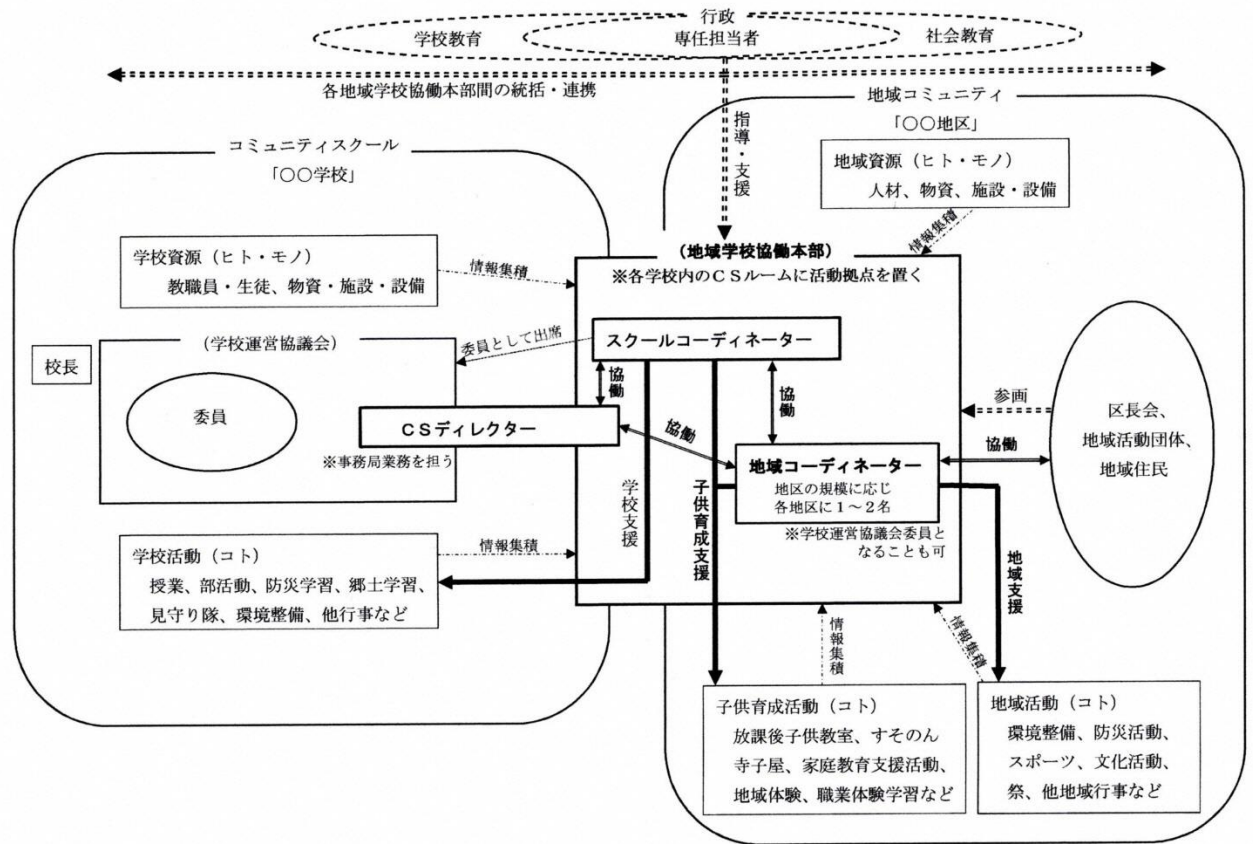 行政
学校教育
専任担当者
社会教育
各地域学校協働本部間の統括・連携
指導・支援
コミュニティスクール
「〇〇学校」
学校資源（ヒト・モノ）
教職員・生徒、物資・施設・設備
情報集積
校長
（学校運営協議会）
委員
委員として出席
CSディレクター
※事務局業務を担う
学校活動（コト）
授業、部活動、防災学習、郷土学習、
見守り隊、環境整備、他行事など
情報集積
（地域学校協働本部）
※各学校内のCSルームに活動拠点を置く
スクールコーディネーター
協働
協働
協働
地域コーディネーター
地区の規模に応じ
各地区に１～２名
※学校運営協議会委員と
なることも可
学校支援
子供育成支援
地域支援
地域コミュニティ
「〇〇地区」
地域資源（ヒト・モノ）
人材、物資、施設・設備
情報集積
参画
協働
区長会、
地域活動団体、
地域住民
情報集積
情報集積
子供育成活動（コト）
放課後子供教室、すそのん
寺子屋、家庭教育支援活動、
地域体験、職業体験学習など
地域活動（コト）
環境整備、防災活動、
スポーツ、文化活動、
祭、他地域行事など